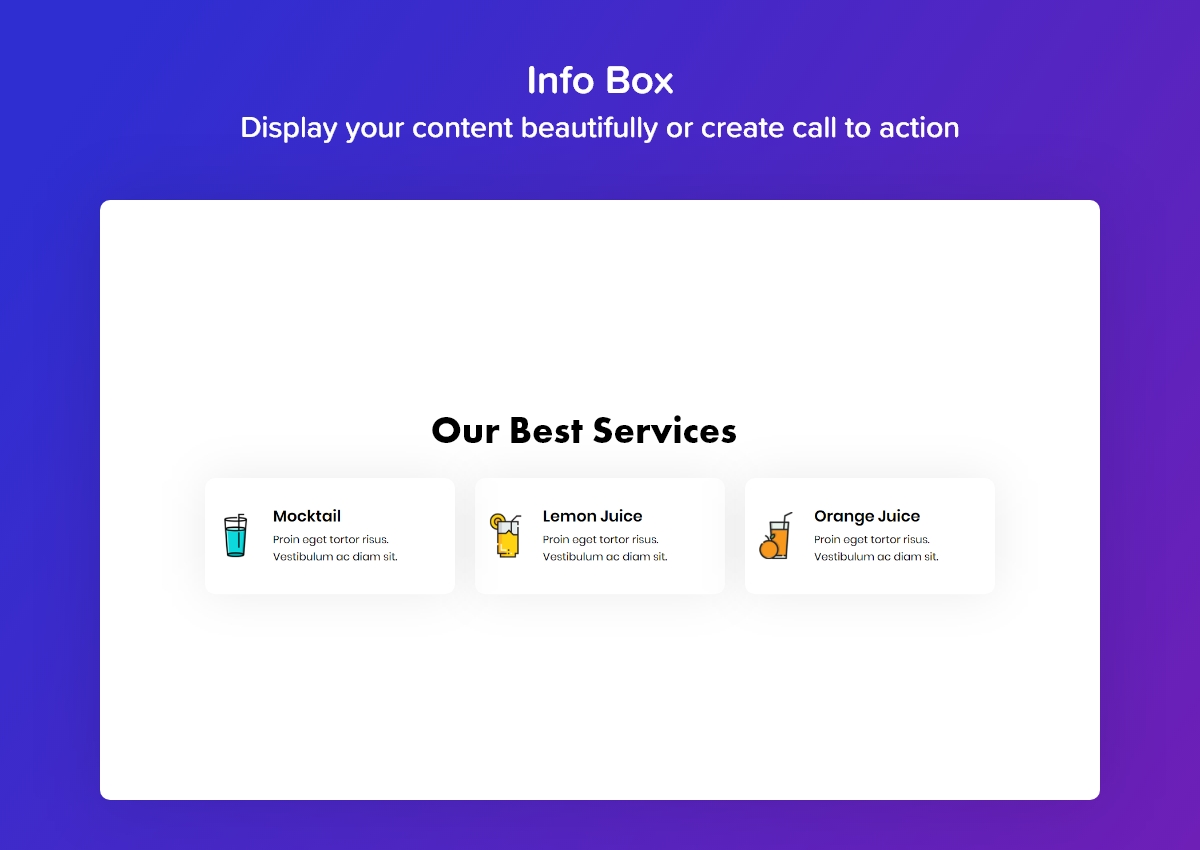 Info Box
Display your content beautifully or create call to action
Our Best Services
Mocktail
Proin eget tortor risus.
Vestibulum ac diam sit.
Lemon Juice
Proin eget tortor risus.
Vestibulum ac diam sit.
Orange Juice
Proin eget tortor risus.
Vestibulum ac diam sit.